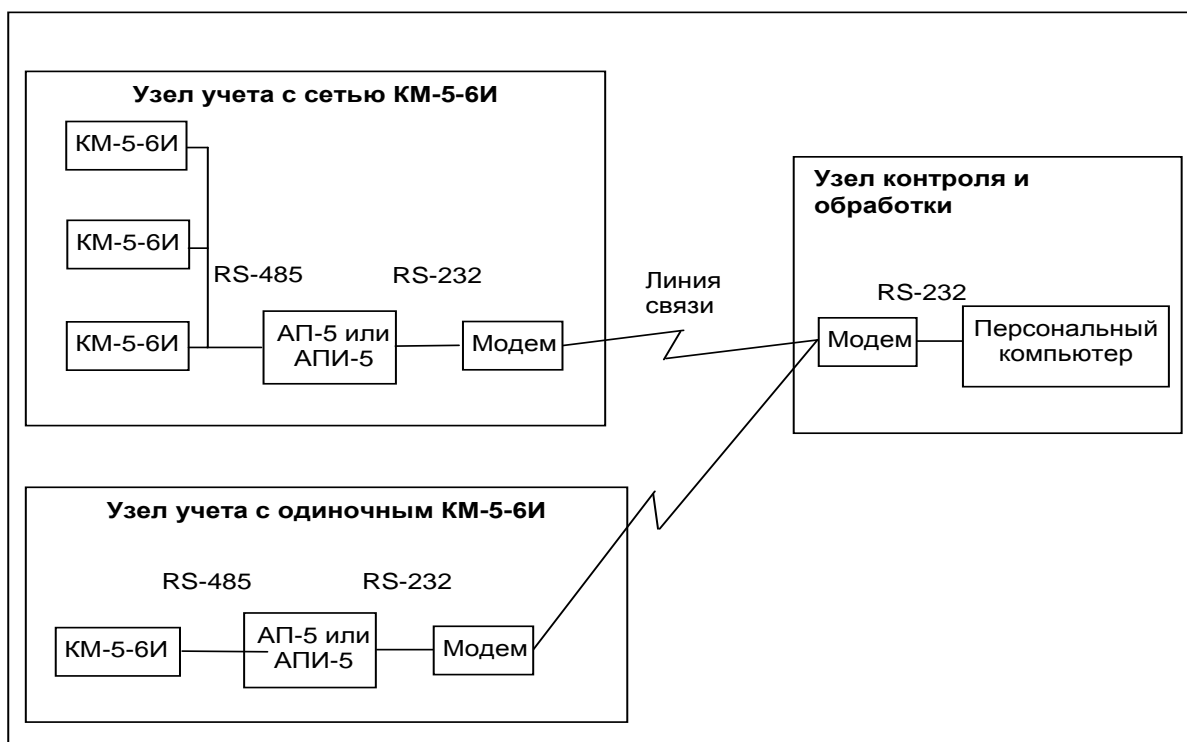 Узел учета с сетью КМ-5-6И
КМ-5-6И
КМ-5-6И
КМ-5-6И
RS-485
RS-232
АП-5 или
АПИ-5
Модем
Линия
связи
Узел контроля и
обработки
RS-232
Модем
Персональный
компьютер
Узел учета с одиночным КМ-5-6И
RS-485
RS-232
КМ-5-6И
АП-5 или
АПИ-5
Модем